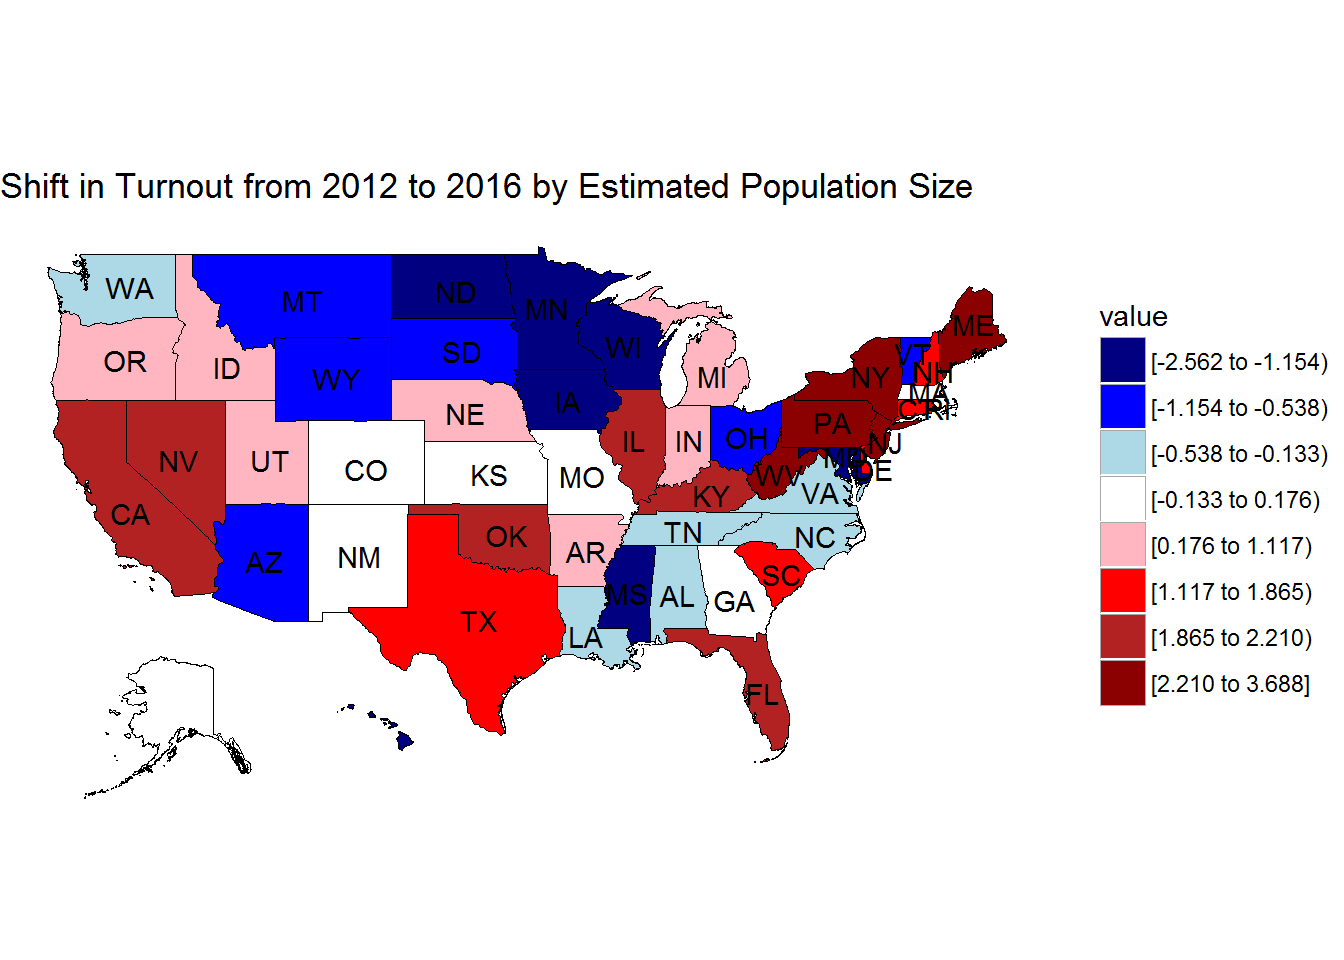 Shift in Turnout from 2012 to 2016 by Estimated Population Size
WA
MT
ND
MN
ME
OR
ID
SD
WI
VT
NH
WY
MI
NY
MA
NE
IA
PA
NV
UT
CO
KS
MO
IL
IN
OH
NJ
DE
WV
VA
KY
CA
AZ
NM
OK
AR
TN
NC
SC
TX
LA
MS
AL
GA
FL
value
[-2.562 to -1.154)
[-1.154 to -0.538)
[-0.538 to -0.133)
[-0.133 to 0.176)
[0.176 to 1.117)
[1.117 to 1.865)
[1.865 to 2.210)
[2.210 to 3.688]